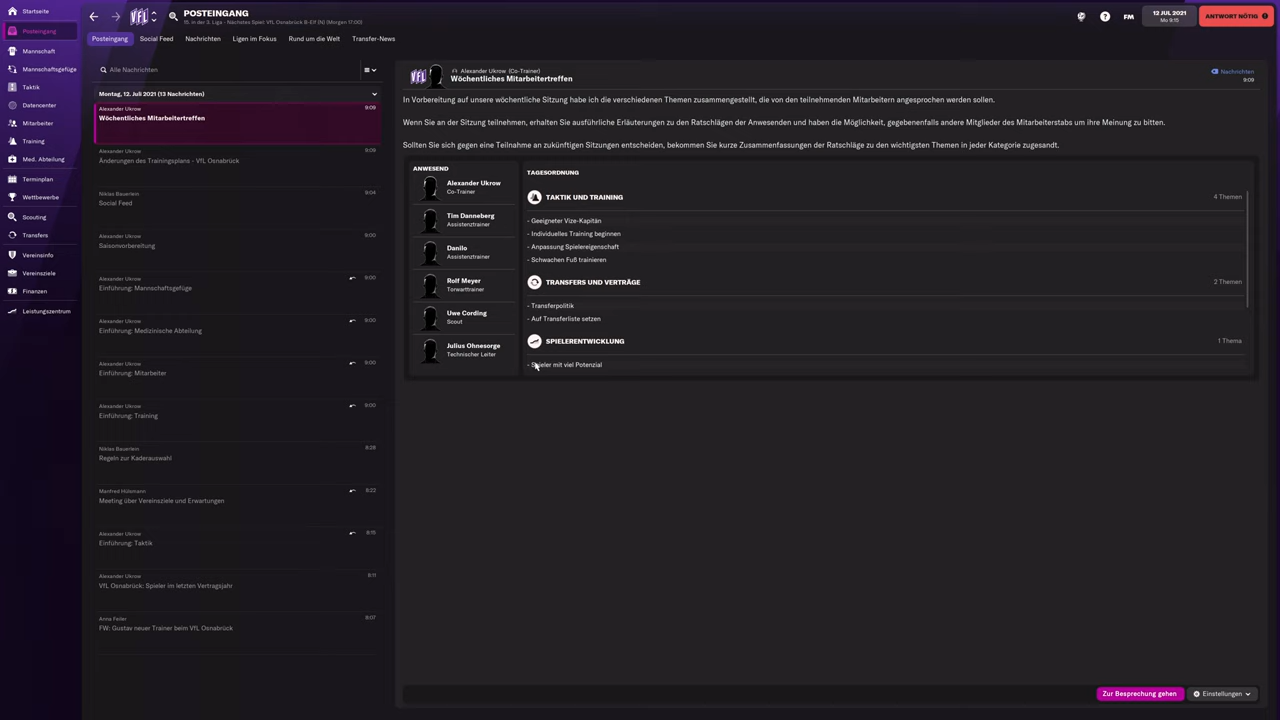 Startseite
Posteingang
Mannschaft
Mannschaftsgefüge
Taktik
Datencenter
Mitarbeiter
Training
Med. Abteilung
Terminplan
Wettbewerbe
Scouting
Transfers
Vereinsinfo
Vereinsziele
Finanzen
Leistungszentrum
VFL
POSTEINGANG
15. in der 3. Liga - Nächstes Spiel: VfL Osnabrück B-Elf (N) (Morgen 17:00)
FM
12 JUL 2021
Mo 9:15
ANTWORT NÖTIG
Posteingang
Social Feed
Nachrichten
Ligen im Fokus
Rund um die Welt
Transfer-News
Alle Nachrichten
Montag, 12. Juli 2021 (13 Nachrichten)
Alexander Ukrow 9:09
Wöchentliches Mitarbeitertreffen
Alexander Ukrow 9:09
Änderungen des Trainingsplans - VfL Osnabrück
Niklas Bauerlein 9:04
Social Feed
Alexander Ukrow 9:00
Saisonvorbereitung
Alexander Ukrow 9:00
Einführung: Mannschaftsgefüge
Alexander Ukrow 9:00
Einführung: Medizinische Abteilung
Alexander Ukrow 9:00
Einführung: Mitarbeiter
Alexander Ukrow 9:00
Einführung: Training
Niklas Bauerlein 8:28
Regeln zur Kaderauswahl
Manfred Hülsmann 8:22
Meeting über Vereinsziele und Erwartungen
Alexander Ukrow 8:15
Einführung: Taktik
Alexander Ukrow 8:11
VfL Osnabrück: Spieler im letzten Vertragsjahr
Anna Feiler 8:07
FW: Gustav neuer Trainer beim VfL Osnabrück
VFL
Alexander Ukrow (Co-Trainer)
Wöchentliches Mitarbeitertreffen
Nachrichten
9:09
In Vorbereitung auf unsere wöchentliche Sitzung habe ich die verschiedenen Themen zusammengestellt, die von den teilnehmenden Mitarbeitern angesprochen werden sollen.
Wenn Sie an der Sitzung teilnehmen, erhalten Sie ausführliche Erläuterungen zu den Ratschlägen der Anwesenden und haben die Möglichkeit, gegebenenfalls andere Mitglieder des Mitarbeiterstabs um ihre Meinung zu bitten.
Sollten Sie sich gegen eine Teilnahme an zukünftigen Sitzungen entscheiden, bekommen Sie kurze Zusammenfassungen der Ratschläge zu den wichtigsten Themen in jeder Kategorie zugesandt.
ANWESEND
Alexander Ukrow
Co-Trainer
Tim Danneberg
Assistenztrainer
Danilo
Assistenztrainer
Rolf Meyer
Torwarttrainer
Uwe Cording
Scout
Julius Ohnesorge
Technischer Leiter
TAGESORDNUNG
TAKTIK UND TRAINING 4 Themen
- Geeigneter Vize-Kapitän
- Individuelles Training beginnen
- Anpassung Spielereigenschaft
- Schwachen Fuß trainieren
TRANSFERS UND VERTRÄGE 2 Themen
- Transferpolitik
- Auf Transferliste setzen
SPIELERENTWICKLUNG 1 Thema
- Spieler mit viel Potenzial
Zur Besprechung gehen
Einstellungen